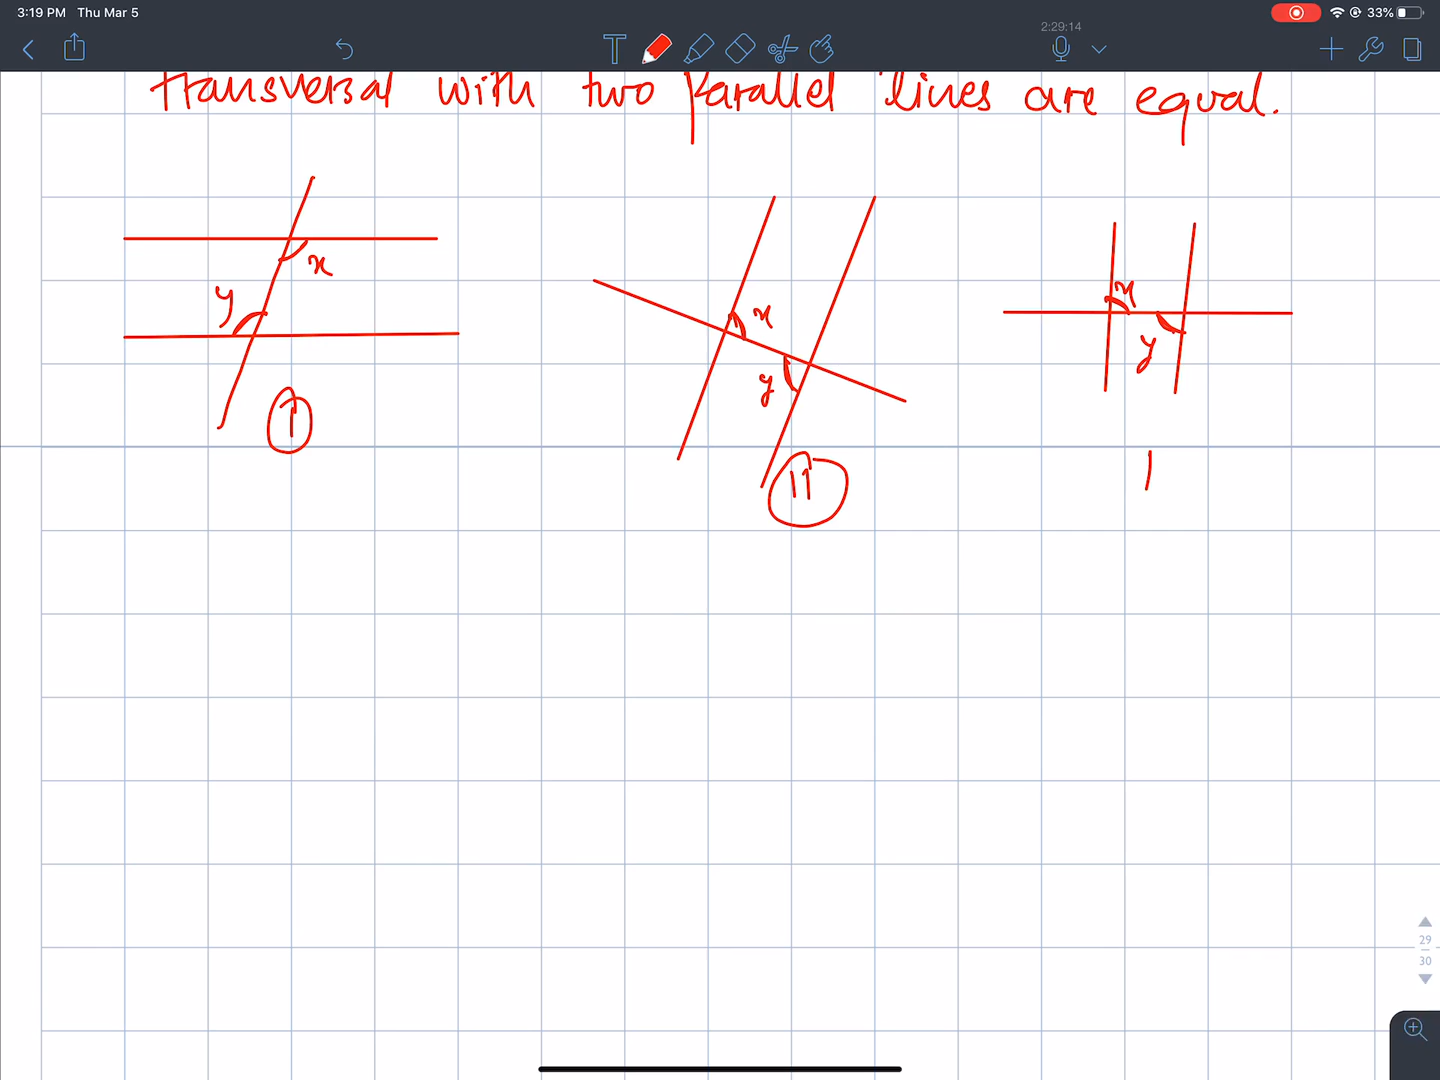 3:19 PM Thu Mar 5
33%
2:29:14
T
transversal with two parallel lines are equal.
x
y
I
x
y
II
x
y
I
29
30